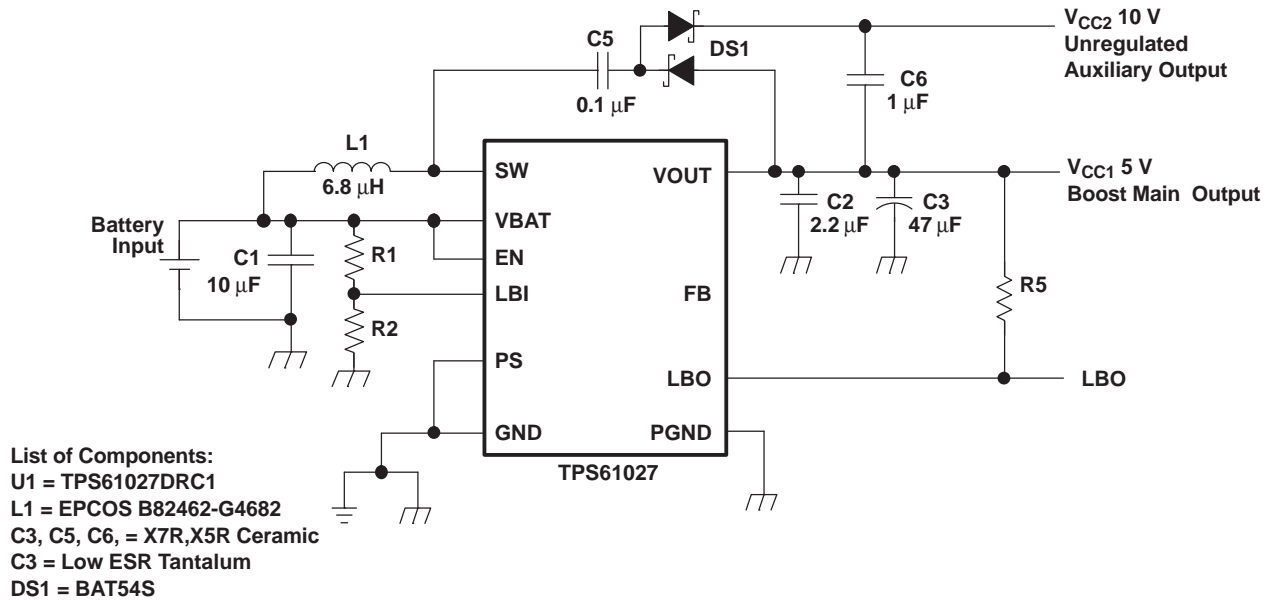 VCC2 10 V
Unregulated
Auxiliary Output
C5
DS1
0.1 μF
C6
1 μF
L1
6.8 μH
SW
VOUT
VCC1 5 V
Boost Main Output
Battery
Input
VBAT
C2
2.2 μF
C3
47 μF
C1
10 μF
R1
EN
LBI
FB
R5
R2
PS
LBO
LBO
GND
PGND
TPS61027
List of Components:
U1 = TPS61027DRC1
L1 = EPCOS B82462-G4682
C3, C5, C6, = X7R,X5R Ceramic
C3 = Low ESR Tantalum
DS1 = BAT54S